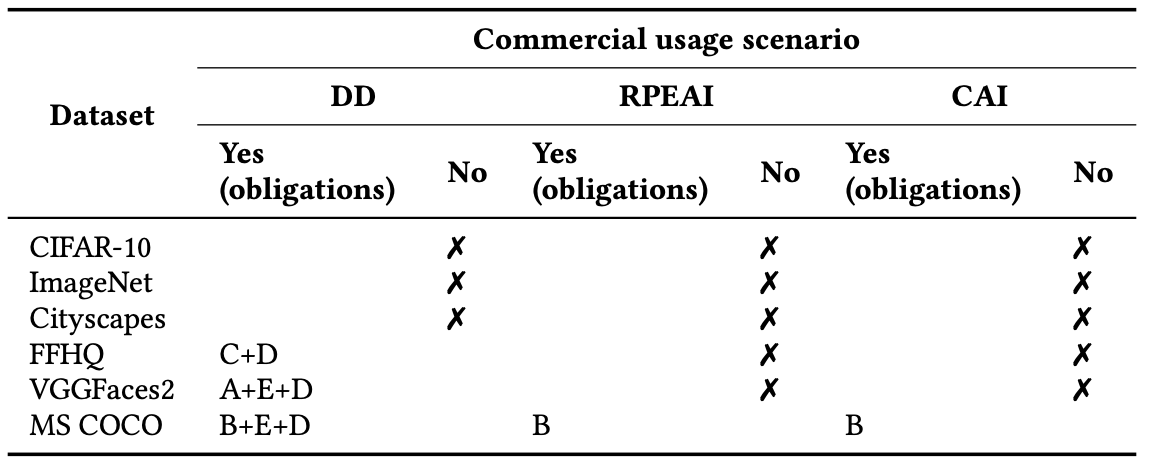 Commercial usage scenario
Dataset
DD RPEAI CAI
Yes (obligations) No Yes (obligations) No Yes (obligations) No
CIFAR-10 ✗ ✗ ✗
ImageNet ✗ ✗ ✗
Cityscapes ✗ ✗ ✗
FFHQ C+D ✗ ✗
VGGFaces2 A+E+D ✗ ✗
MS COCO B+E+D B B